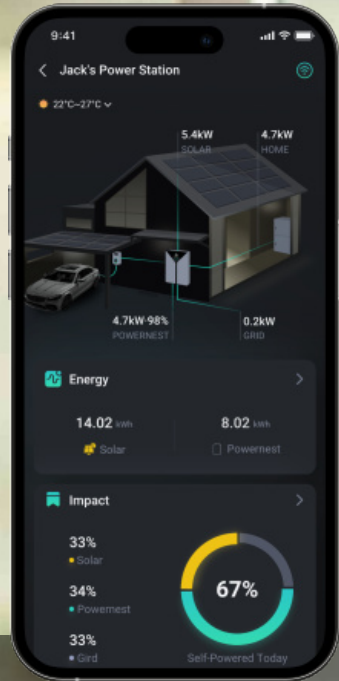 9:41
Jack's Power Station
22°C~27°C
5.4kW 4.7kW
SOLAR HOME
4.7kW·98% 0.2kW
POWERNEST GRID
Energy
14.02 kWh 8.02 kWh
Solar Powernest
Impact
33%
Solar
34%
Powernest
67%
33%
Gird Self-Powered Today